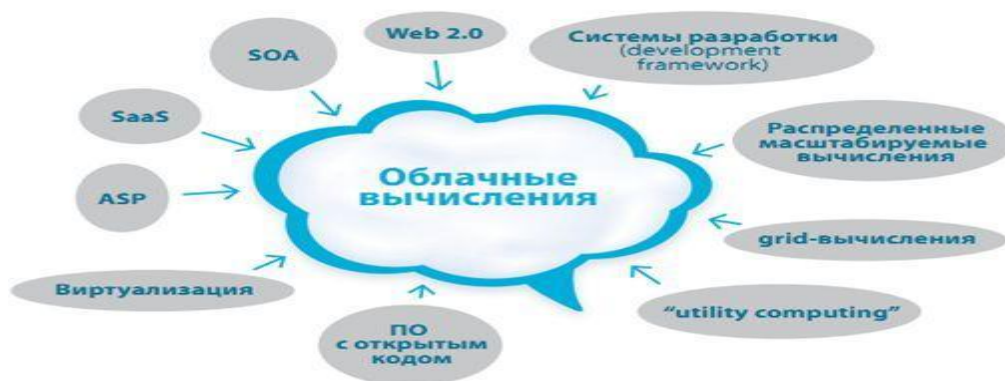 Web 2.0
Системы разработки
(development
framework)
SOA
SaaS
Распределенные
масштабируемые
вычисления
Облачные
вычисления
ASP
grid-вычисления
Виртуализация
“utility computing”
ПО
с открытым
кодом